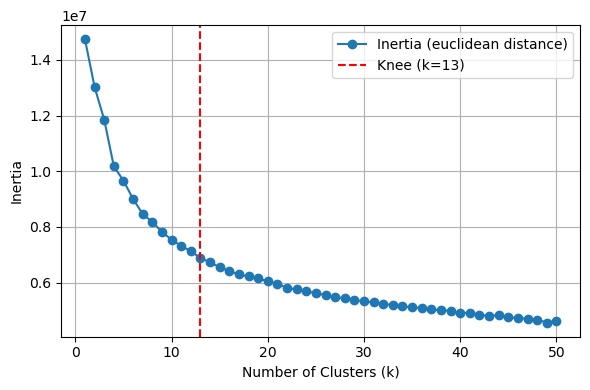 1e7
Inertia (euclidean distance)
Knee (k=13)
1.4
1.2
1.0
0.8
0.6
Inertia
0
10
20
30
40
50
Number of Clusters (k)